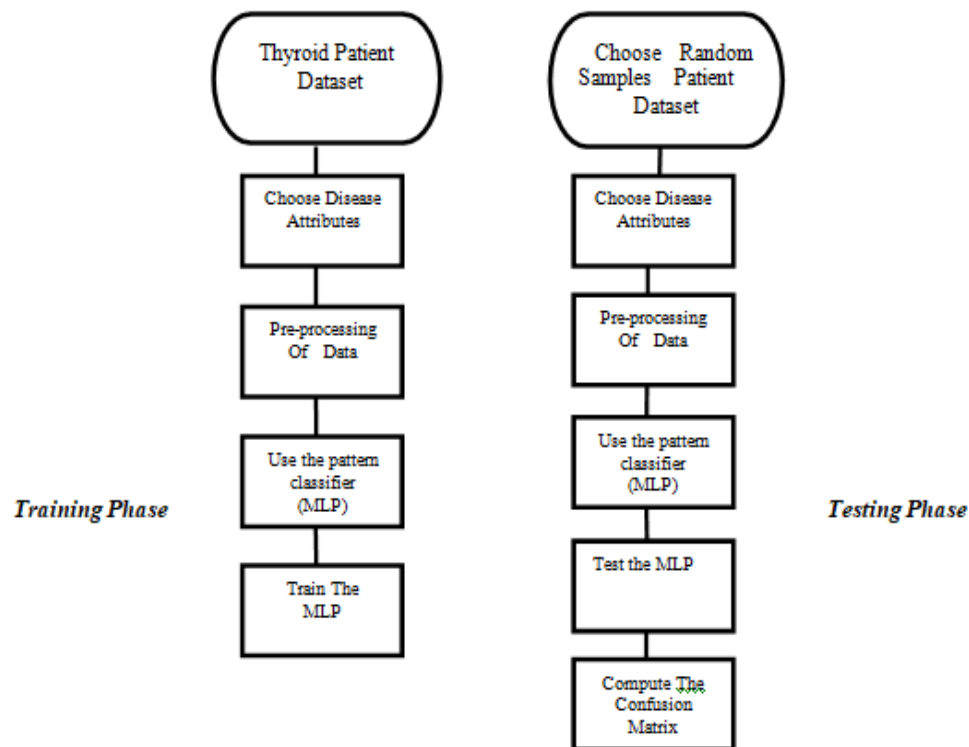 Thyroid Patient
Dataset
Choose Disease
Attributes
Pre-processing
Of Data
Use the pattern
classifier
(MLP)
Training Phase
Train The
MLP
Choose Random
Samples Patient
Dataset
Choose Disease
Attributes
Pre-processing
Of Data
Use the pattern
classifier
(MLP)
Testing Phase
Test the MLP
Compute The
Confusion
Matrix